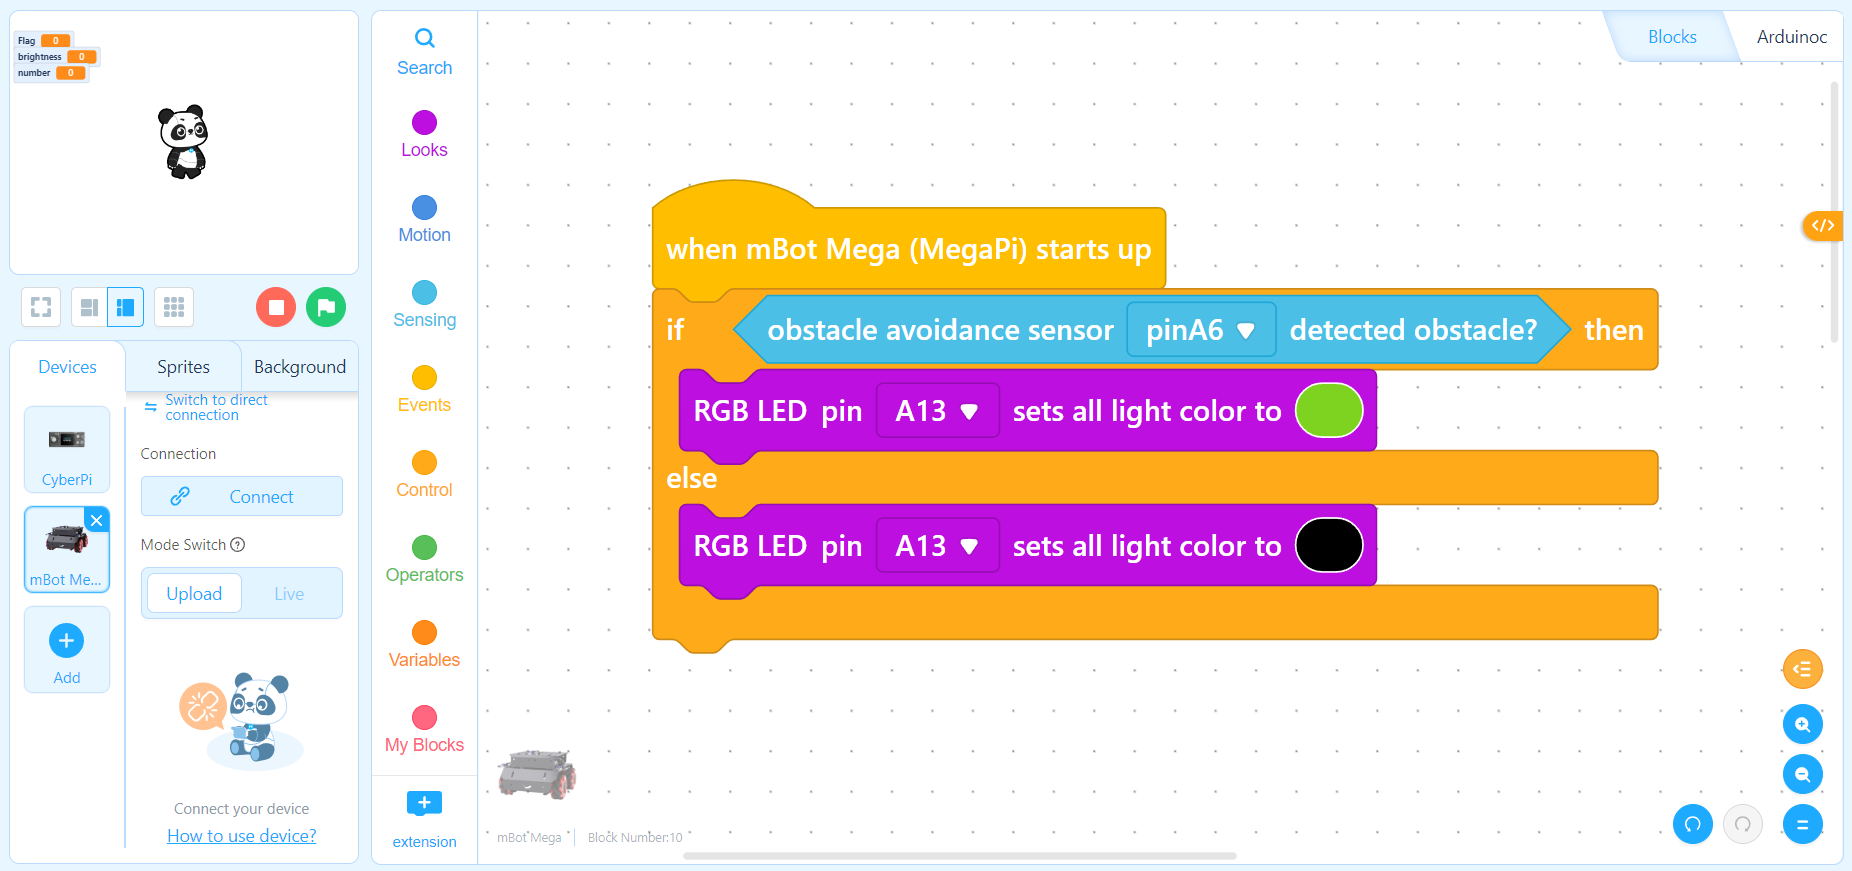 Flag 0
brightness 0
number 0
Devices
Sprites
Background
Switch to direct
connection
CyberPi
Connection
Connect
mBot Me...
Mode Switch ?
Upload
Live
Add
Connect your device
How to use device?
Search
Looks
Motion
Sensing
Events
Control
Operators
Variables
My Blocks
extension
Blocks
Arduinoc
</>
when mBot Mega (MegaPi) starts up
if obstacle avoidance sensor pinA6 detected obstacle? then
RGB LED pin A13 sets all light color to
else
RGB LED pin A13 sets all light color to
mBot Mega
Block Number:10